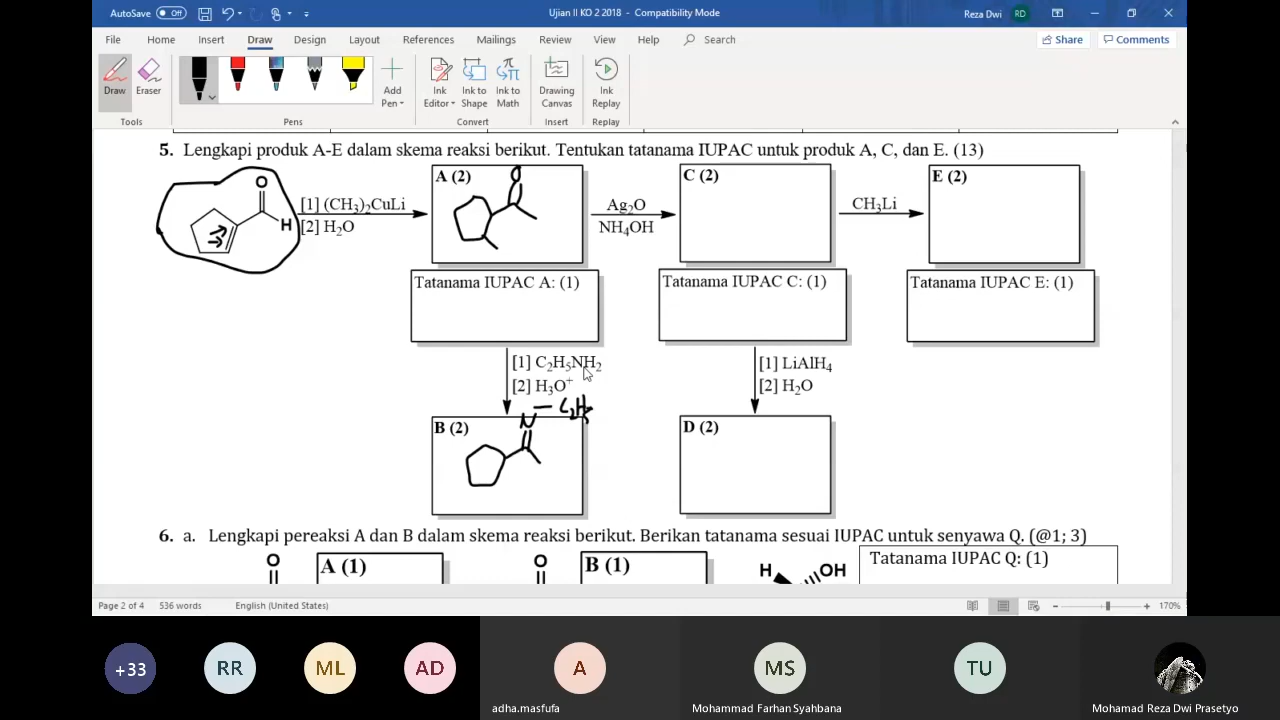 AutoSave Off
Ujian II KO 2 2018 - Compatibility Mode
Reza Dwi RD
File Home Insert Draw Design Layout References Mailings Review View Help Search
Share Comments
Draw Eraser Add Pen Ink Editor Ink to Shape Ink to Math Drawing Canvas Ink Replay
Tools Pens Convert Insert Replay
5. Lengkapi produk A-E dalam skema reaksi berikut. Tentukan tatanama IUPAC untuk produk A, C, dan E. (13)
O
H
[1] (CH3)2CuLi
[2] H2O
A (2)
O
Ag2O
NH4OH
C (2)
CH3Li
E (2)
Tatanama IUPAC A: (1)
Tatanama IUPAC C: (1)
Tatanama IUPAC E: (1)
[1] C2H5NH2
[2] H3O+
[1] LiAlH4
[2] H2O
B (2)
N — C2H5
D (2)
6. a. Lengkapi pereaksi A dan B dalam skema reaksi berikut. Berikan tatanama sesuai IUPAC untuk senyawa Q. (@1; 3)
O
A (1)
O
B (1)
H
OH
Tatanama IUPAC Q: (1)
Page 2 of 4 536 words English (United States) 170%
+33 RR ML AD A MS TU
adha.masfufa Mohammad Farhan Syahbana Mohamad Reza Dwi Prasetyo